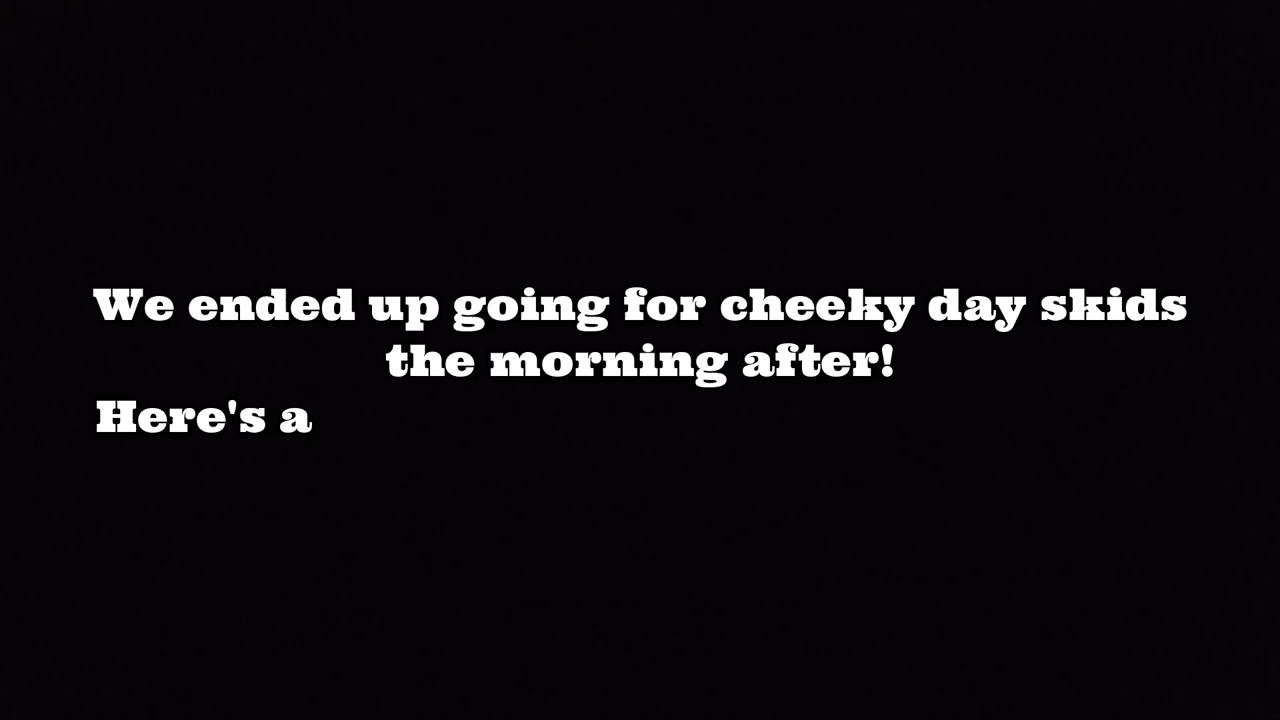 We ended up going for cheeky day skids
the morning after!
Here's a